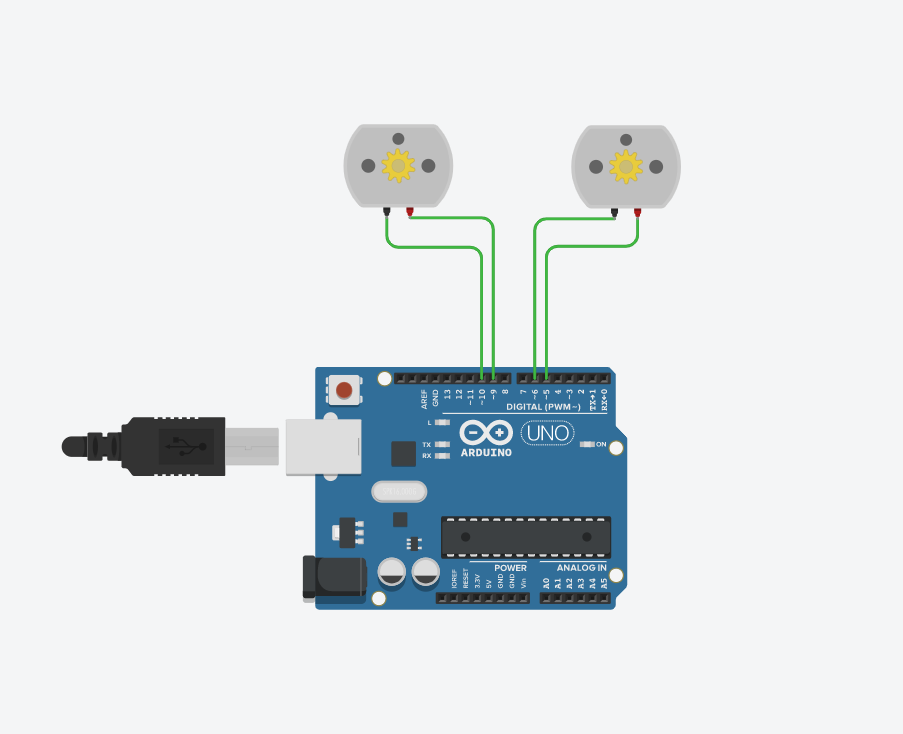 AREF
GND
13
12
~11
~10
~9
8
7
~6
~5
4
~3
2
TX→1
RX←0
DIGITAL (PWM~)
L
TX
RX
ARDUINO
UNO
ON
POWER
ANALOG IN
IOREF
RESET
3.3V
5V
GND
GND
Vin
A0
A1
A2
A3
A4
A5